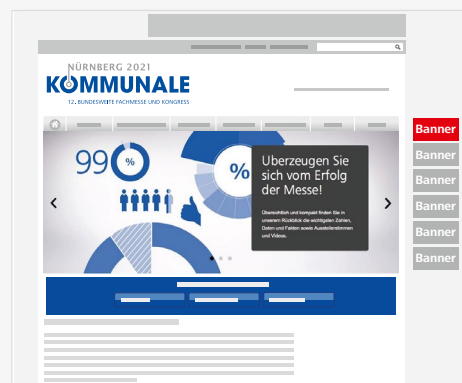 NÜRNBERG 2021
KOMMUNALE
12. BUNDESWEITE FACHMESSE UND KONGRESS
99 %
%
Überzeugen Sie
sich vom Erfolg
der Messe!
Übersichtlich und kompakt finden Sie in
unserem Rückblick die wichtigsten Zahlen,
Daten und Fakten sowie Ausstellerstimmen
und Videos.
Banner
Banner
Banner
Banner
Banner
Banner